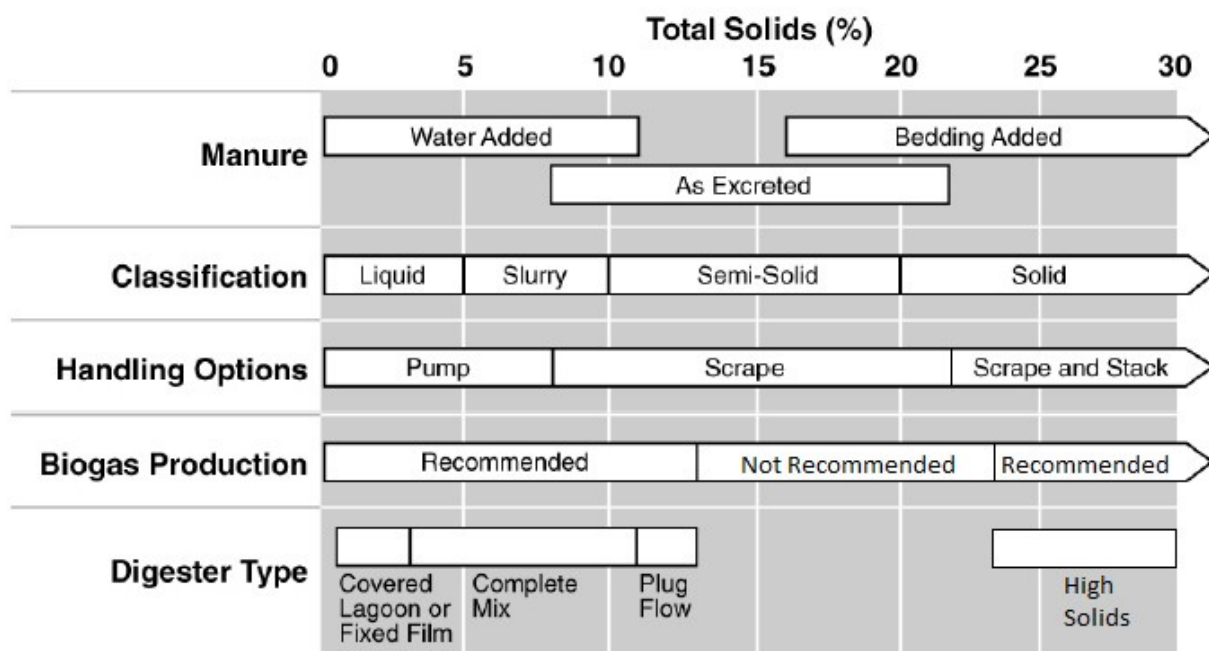 Total Solids (%)
0 5 10 15 20 25 30
Manure
Water Added
Bedding Added
As Excreted
Classification
Liquid
Slurry
Semi-Solid
Solid
Handling Options
Pump
Scrape
Scrape and Stack
Biogas Production
Recommended
Not Recommended
Recommended
Digester Type
Covered
Lagoon or
Fixed Film
Complete
Mix
Plug
Flow
High
Solids